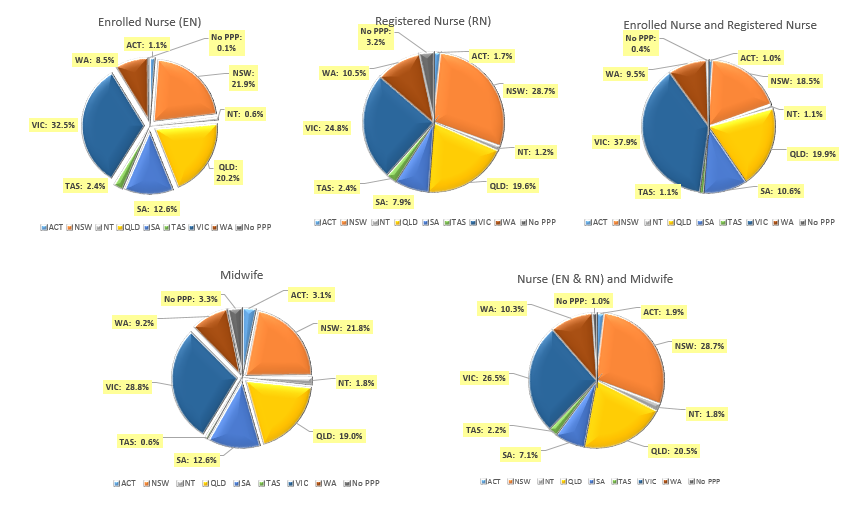 Enrolled Nurse (EN)
No PPP:
0.1%
ACT: 1.1%
WA: 8.5%
NSW:
21.9%
NT: 0.6%
VIC: 32.5%
QLD:
20.2%
TAS: 2.4%
SA: 12.6%
ACT NSW NT QLD SA TAS VIC WA No PPP
Registered Nurse (RN)
No PPP:
3.2%
ACT: 1.7%
WA: 10.5%
NSW: 28.7%
VIC: 24.8%
NT: 1.2%
TAS: 2.4%
QLD: 19.6%
SA: 7.9%
ACT NSW NT QLD SA TAS VIC WA No PPP
Enrolled Nurse and Registered Nurse
No PPP:
0.4%
ACT: 1.0%
WA: 9.5%
NSW: 18.5%
NT: 1.1%
VIC: 37.9%
QLD: 19.9%
TAS: 1.1%
SA: 10.6%
ACT NSW NT QLD SA TAS VIC WA No PPP
Midwife
No PPP: 3.3%
ACT: 3.1%
WA: 9.2%
NSW: 21.8%
VIC: 28.8%
NT: 1.8%
TAS: 0.6%
QLD: 19.0%
SA: 12.6%
ACT NSW NT QLD SA TAS VIC WA No PPP
Nurse (EN & RN) and Midwife
No PPP: 1.0%
WA: 10.3%
ACT: 1.9%
NSW: 28.7%
VIC: 26.5%
NT: 1.8%
TAS: 2.2%
QLD: 20.5%
SA: 7.1%
ACT NSW NT QLD SA TAS VIC WA No PPP